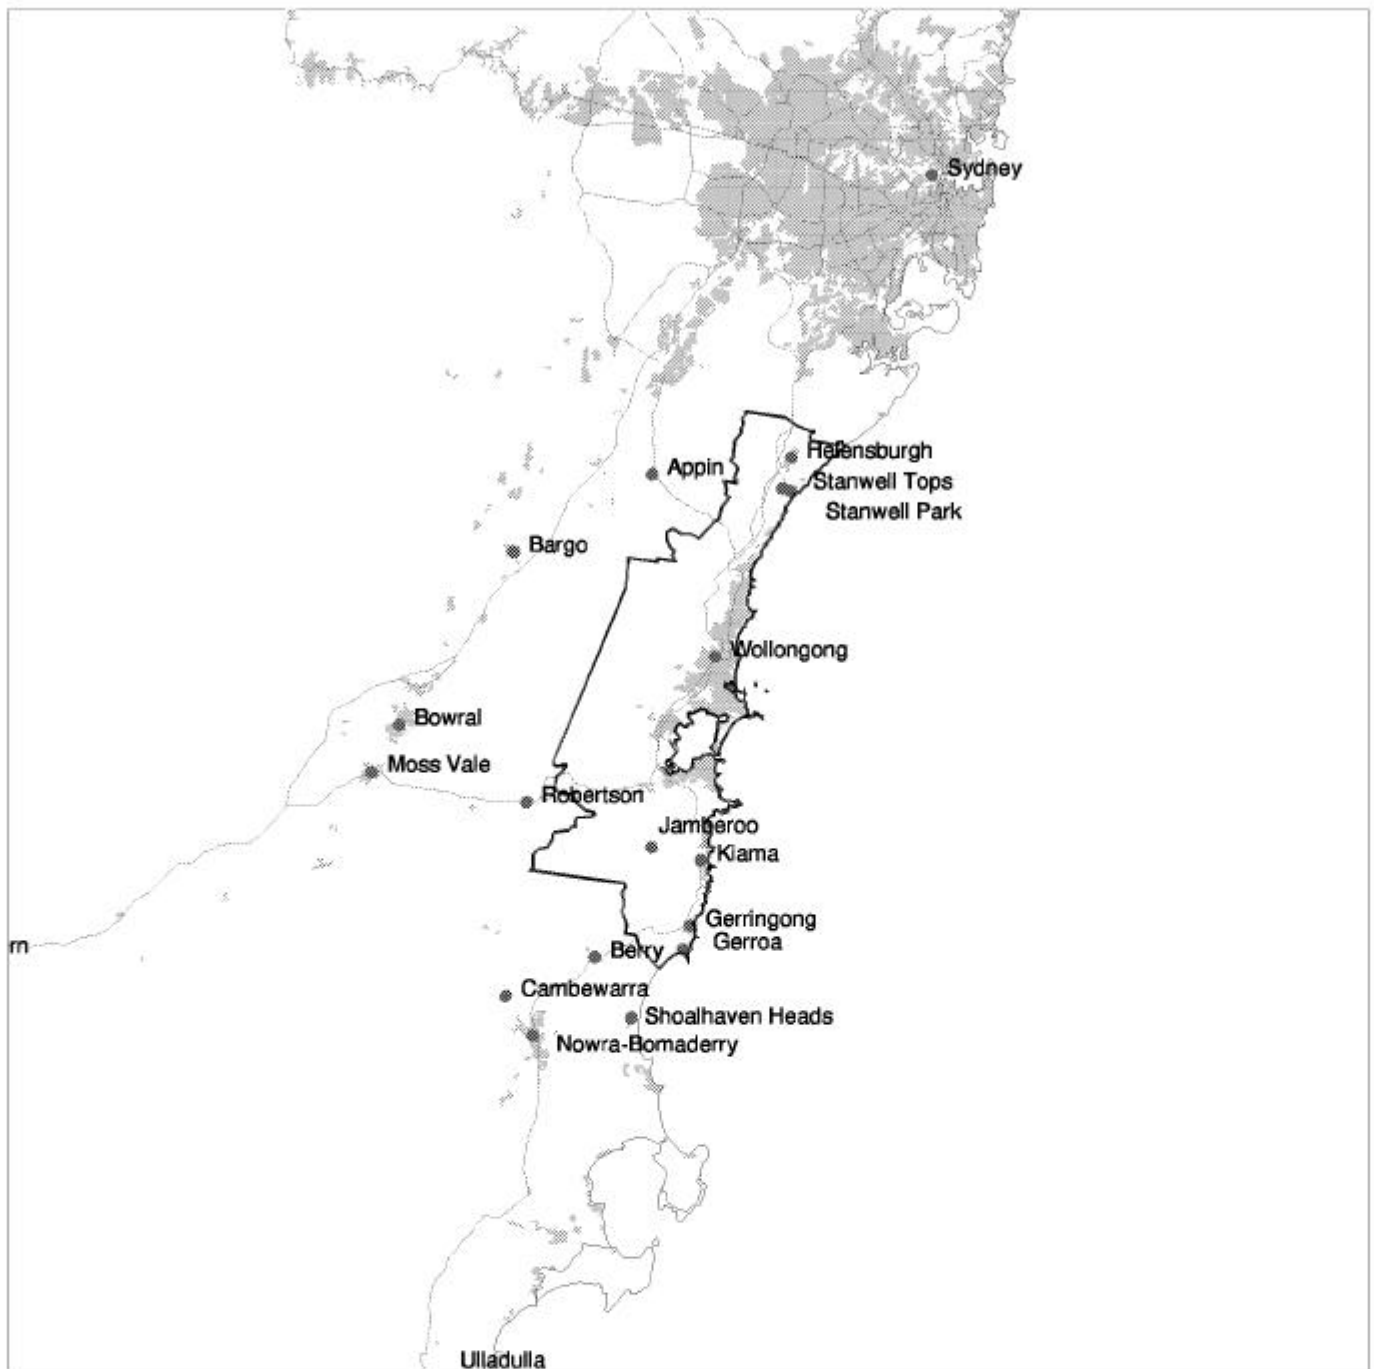 Sydney
Helensburgh
Appin
Stanwell Tops
Stanwell Park
Bargo
Wollongong
Bowral
Moss Vale
Robertson
Jamberoo
Kiama
Gerringong
Gerroa
Berry
rn
Cambewarra
Shoalhaven Heads
Nowra-Bomaderry
Ulladulla